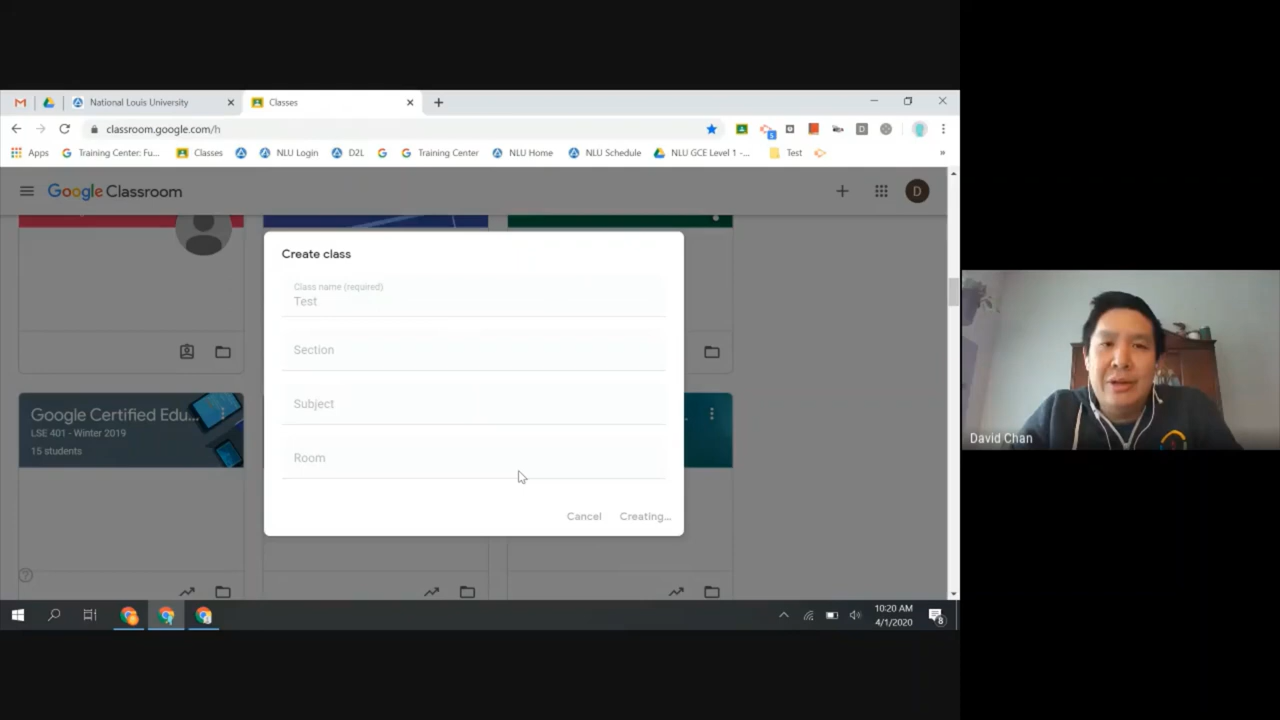 National Louis University
Classes
classroom.google.com/h
5
D
Apps
Training Center: Fu...
Classes
NLU Login
D2L
Training Center
NLU Home
NLU Schedule
NLU GCE Level 1 -...
Test
»
Google Classroom
D
Create class
Class name (required)
Test
Section
Subject
Room
Cancel
Creating...
Google Certified Edu...
LSE 401 - Winter 2019
15 students
David Chan
10:20 AM
4/1/2020
8